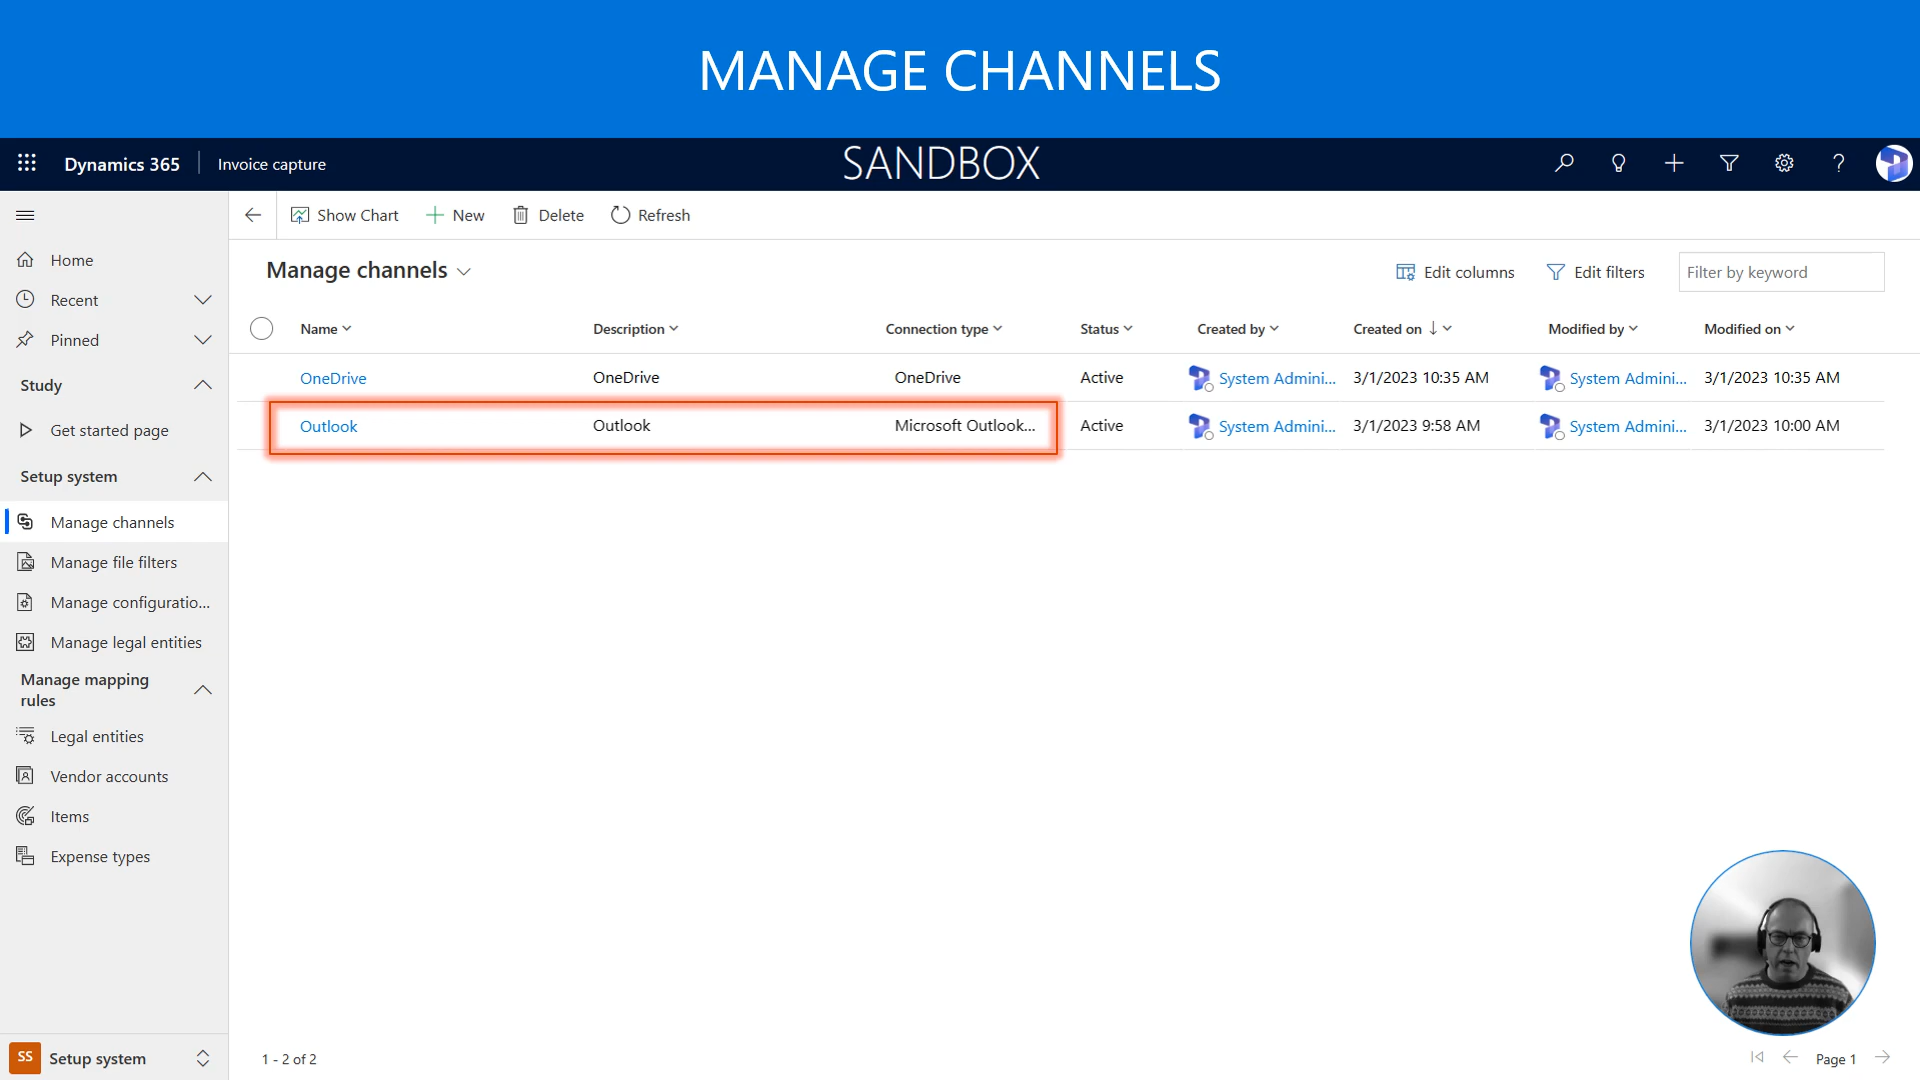 MANAGE CHANNELS
Dynamics 365 Invoice capture SANDBOX ?
Show Chart New Delete Refresh
Manage channels Edit columns Edit filters Filter by keyword
Name Description Connection type Status Created by Created on Modified by Modified on
OneDrive OneDrive OneDrive Active System Admini... 3/1/2023 10:35 AM System Admini... 3/1/2023 10:35 AM
Outlook Outlook Microsoft Outlook... Active System Admini... 3/1/2023 9:58 AM System Admini... 3/1/2023 10:00 AM
Home
Recent
Pinned
Study
Get started page
Setup system
Manage channels
Manage file filters
Manage configuratio...
Manage legal entities
Manage mapping
rules
Legal entities
Vendor accounts
Items
Expense types
SS Setup system
1 - 2 of 2
Page 1